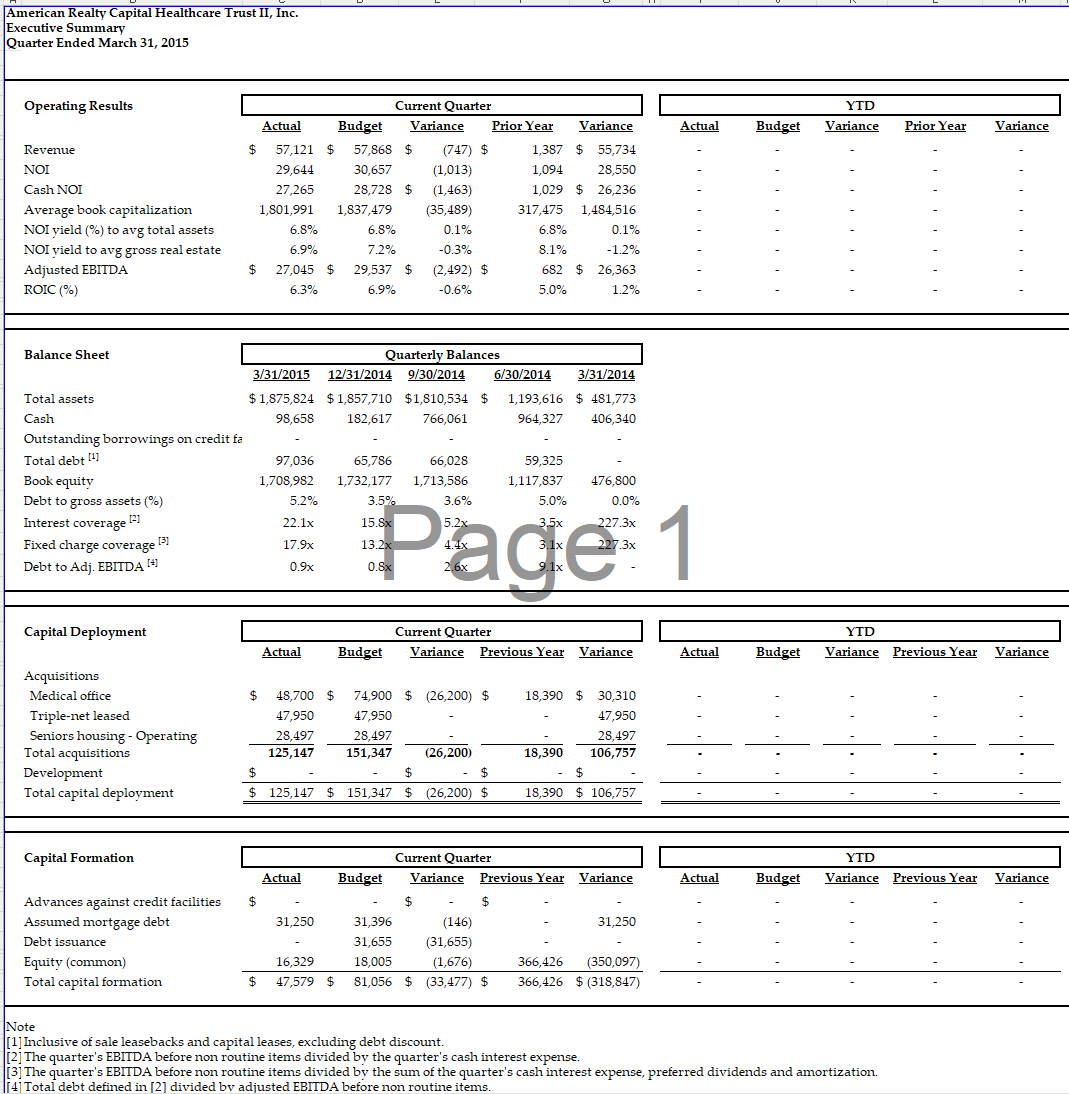 American Realty Capital Healthcare Trust II, Inc.
Executive Summary
Quarter Ended March 31, 2015
Operating Results Current Quarter YTD
Actual Budget Variance Prior Year Variance Actual Budget Variance Prior Year Variance
Revenue $ 57,121 $ 57,868 $ (747) $ 1,387 $ 55,734 - - - - -
NOI 29,644 30,657 (1,013) 1,094 28,550 - - - - -
Cash NOI 27,265 28,728 $ (1,463) 1,029 $ 26,236 - - - - -
Average book capitalization 1,801,991 1,837,479 (35,489) 317,475 1,484,516 - - - - -
NOI yield (%) to avg total assets 6.8% 6.8% 0.1% 6.8% 0.1% - - - - -
NOI yield to avg gross real estate 6.9% 7.2% -0.3% 8.1% -1.2% - - - - -
Adjusted EBITDA $ 27,045 $ 29,537 $ (2,492) $ 682 $ 26,363 - - - - -
ROIC (%) 6.3% 6.9% -0.6% 5.0% 1.2% - - - - -
Balance Sheet Quarterly Balances
3/31/2015 12/31/2014 9/30/2014 6/30/2014 3/31/2014
Total assets $ 1,875,824 $ 1,857,710 $1,810,534 $ 1,193,616 $ 481,773
Cash 98,658 182,617 766,061 964,327 406,340
Outstanding borrowings on credit fa - - - - -
Total debt [1] 97,036 65,786 66,028 59,325 -
Book equity 1,708,982 1,732,177 1,713,586 1,117,837 476,800
Debt to gross assets (%) 5.2% 3.5% 3.6% 5.0% 0.0%
Interest coverage [2] 22.1x 15.8x 5.2x 3.5x 227.3x
Fixed charge coverage [3] 17.9x 13.2x 4.4x 3.1x 227.3x
Debt to Adj. EBITDA [4] 0.9x 0.8x 2.6x 9.1x -
Page 1
Capital Deployment Current Quarter YTD
Actual Budget Variance Previous Year Variance Actual Budget Variance Previous Year Variance
Acquisitions
Medical office $ 48,700 $ 74,900 $ (26,200) $ 18,390 $ 30,310 - - - - -
Triple-net leased 47,950 47,950 - - 47,950 - - - - -
Seniors housing - Operating 28,497 28,497 - - 28,497 - - - - -
Total acquisitions 125,147 151,347 (26,200) 18,390 106,757 - - - - -
Development $ - - $ - $ - $ - - - - - -
Total capital deployment $ 125,147 $ 151,347 $ (26,200) $ 18,390 $ 106,757 - - - - -
Capital Formation Current Quarter YTD
Actual Budget Variance Previous Year Variance Actual Budget Variance Previous Year Variance
Advances against credit facilities $ - - $ - $ - - - - - - -
Assumed mortgage debt 31,250 31,396 (146) - 31,250 - - - - -
Debt issuance - 31,655 (31,655) - - - - - - -
Equity (common) 16,329 18,005 (1,676) 366,426 (350,097) - - - - -
Total capital formation $ 47,579 $ 81,056 $ (33,477) $ 366,426 $ (318,847) - - - - -
Note
[1] Inclusive of sale leasebacks and capital leases, excluding debt discount.
[2] The quarter's EBITDA before non routine items divided by the quarter's cash interest expense.
[3] The quarter's EBITDA before non routine items divided by the sum of the quarter's cash interest expense, preferred dividends and amortization.
[4] Total debt defined in [2] divided by adjusted EBITDA before non routine items.